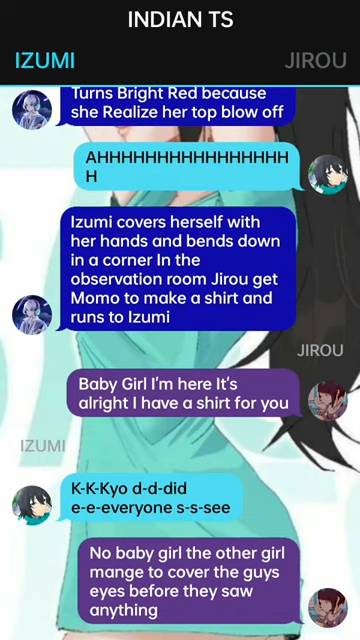 INDIAN TS
IZUMI
JIROU
Turns Bright Red because
she Realize her top blow off
AHHHHHHHHHHHHHHHH
H
Izumi covers herself with
her hands and bends down
in a corner In the
observation room Jirou get
Momo to make a shirt and
runs to Izumi
JIROU
Baby Girl I'm here It's
alright I have a shirt for you
IZUMI
K-K-Kyo d-d-did
e-e-everyone s-s-see
No baby girl the other girl
mange to cover the guys
eyes before they saw
anything